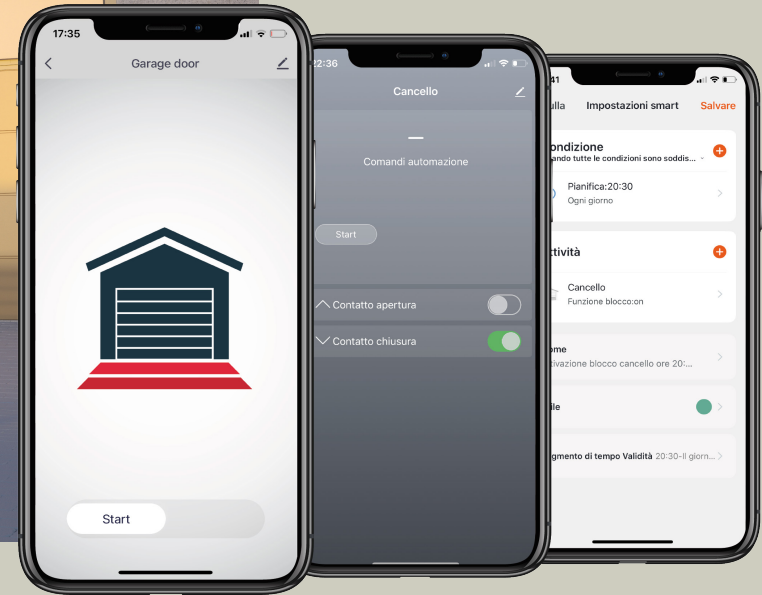 17:35
Garage door
Start
22:36
Cancello
Comandi automazione
Start
Contatto apertura
Contatto chiusura
41
ulla Impostazioni smart Salvare
ondizione
ando tutte le condizioni sono soddis...
Pianifica:20:30
Ogni giorno
tività
Cancello
Funzione blocco:on
ome
tivazione blocco cancello ore 20:...
ile
gmento di tempo Validità 20:30-Il giorn...